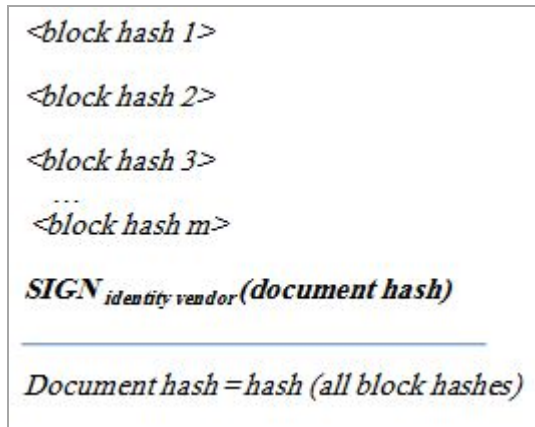 <block hash 1>
<block hash 2>
<block hash 3>
...
<block hash m>
SIGN identity vendor (document hash)
Document hash = hash (all block hashes)